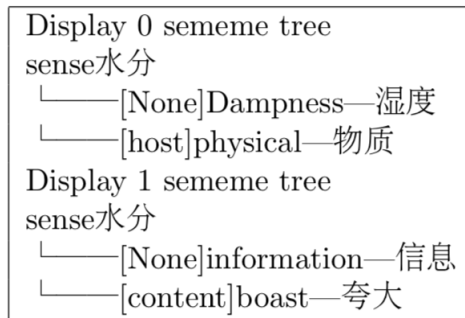 Display 0 sememe tree
sense水分
└──[None]Dampness—湿度
└──[host]physical—物质
Display 1 sememe tree
sense水分
└──[None]information—信息
└──[content]boast—夸大